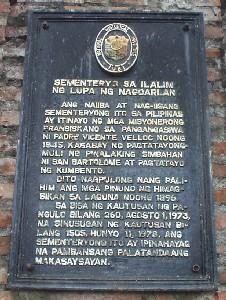 SEMENTERYO SA ILALIM
NG LUPA NG NAGCARLAN
ANG NAIIBA AT NAG-IISANG
SEMENTERYONG ITO SA PILIPINAS
AY ITINAYO NG MGA MISYONERONG
PRANSISKANO SA PANGANGASIWA
NI PADRE VICENTE VELLOC NOONG
1845, KASABAY NG PAGTATAYONG
MULI NG PINALAKING SIMBAHAN
NI SAN BARTOLOME AT PAGTATAYO
NG KUMBENTO.
DITO NAGPULONG NANG PALI-
HIM ANG MGA PINUNO NG HIMAG-
SIKAN SA LAGUNA NOONG 1896.
SA BISA NG KAUTUSAN NG PA-
NGULO BILANG 260, AGOSTO 1, 1973,
NA SINUSUGAN NG KAUTUSAN BI-
LANG 1505, HUNYO 11, 1978, ANG
SEMENTERYONG ITO AY IPINAHAYAG
NA PAMBANSANG PALATANDAANG
MAKASAYSAYAN.